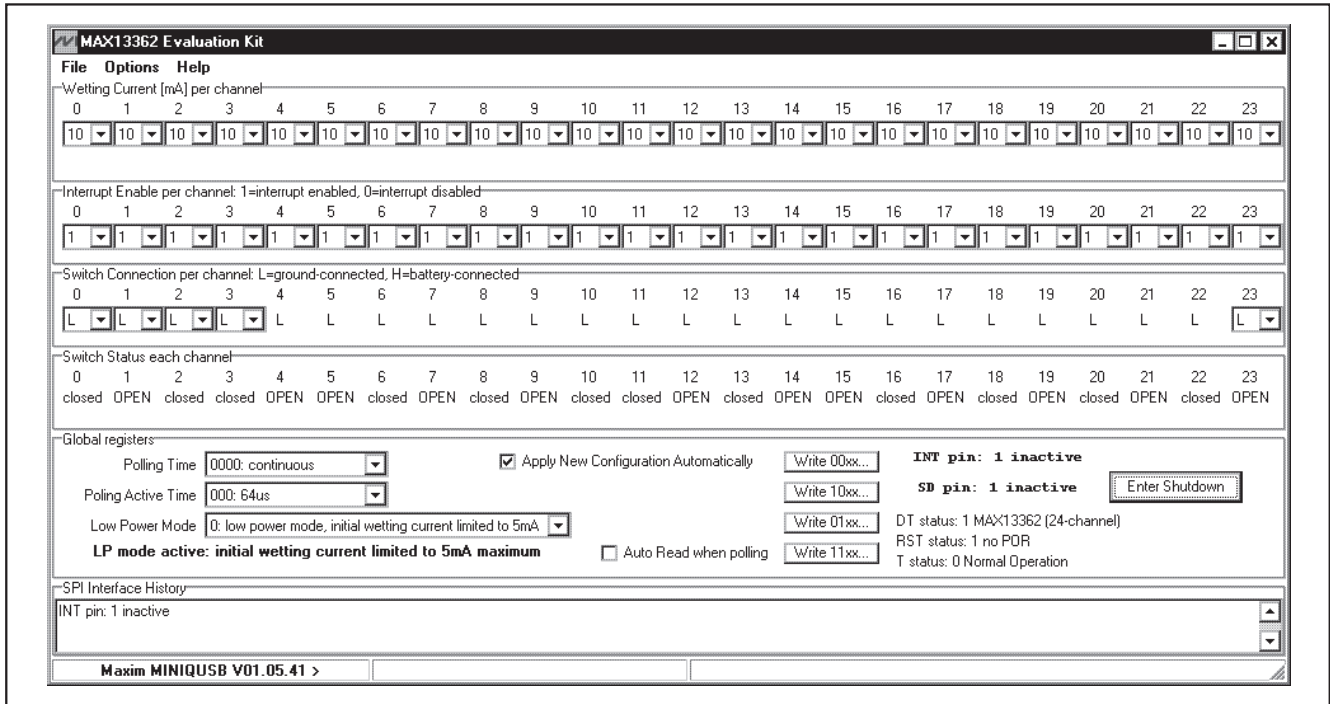 MAX13362 Evaluation Kit
File Options Help
Wetting Current [mA] per channel
0 1 2 3 4 5 6 7 8 9 10 11 12 13 14 15 16 17 18 19 20 21 22 23
10 10 10 10 10 10 10 10 10 10 10 10 10 10 10 10 10 10 10 10 10 10 10 10
Interrupt Enable per channel: 1=interrupt enabled, 0=interrupt disabled
0 1 2 3 4 5 6 7 8 9 10 11 12 13 14 15 16 17 18 19 20 21 22 23
1 1 1 1 1 1 1 1 1 1 1 1 1 1 1 1 1 1 1 1 1 1 1 1
Switch Connection per channel: L=ground-connected, H=battery-connected
0 1 2 3 4 5 6 7 8 9 10 11 12 13 14 15 16 17 18 19 20 21 22 23
L L L L L L L L L L L L L L L L L L L L L L L L
Switch Status each channel
0 1 2 3 4 5 6 7 8 9 10 11 12 13 14 15 16 17 18 19 20 21 22 23
closed OPEN closed closed OPEN OPEN closed OPEN closed OPEN closed closed OPEN closed OPEN OPEN closed OPEN closed OPEN closed OPEN closed OPEN
Global registers
Polling Time 0000: continuous
Poling Active Time 000: 64us
Low Power Mode 0: low power mode, initial wetting current limited to 5mA
LP mode active: initial wetting current limited to 5mA maximum
Apply New Configuration Automatically
Auto Read when polling
Write 00xx...
Write 10xx...
Write 01xx...
Write 11xx...
INT pin: 1 inactive
SD pin: 1 inactive
Enter Shutdown
DT status: 1 MAX13362 (24-channel)
RST status: 1 no POR
T status: 0 Normal Operation
SPI Interface History
INT pin: 1 inactive
Maxim MINIQUSB V01.05.41 >